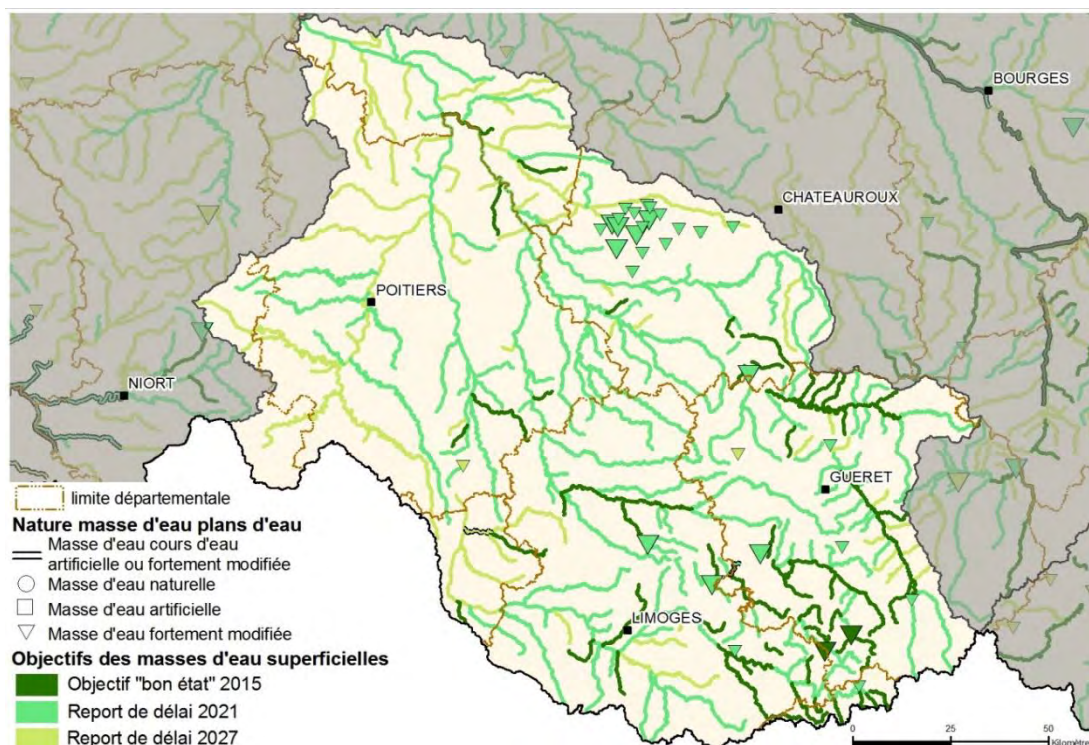 BOURGES
CHATEAUROUX
POITIERS
NIORT
GUERET
LIMOGES
limite départementale
Nature masse d'eau plans d'eau
Masse d'eau cours d'eau
artificielle ou fortement modifiée
Masse d'eau naturelle
Masse d'eau artificielle
Masse d'eau fortement modifiée
Objectifs des masses d'eau superficielles
Objectif "bon état" 2015
Report de délai 2021
Report de délai 2027
0 25 50
Kilomètre